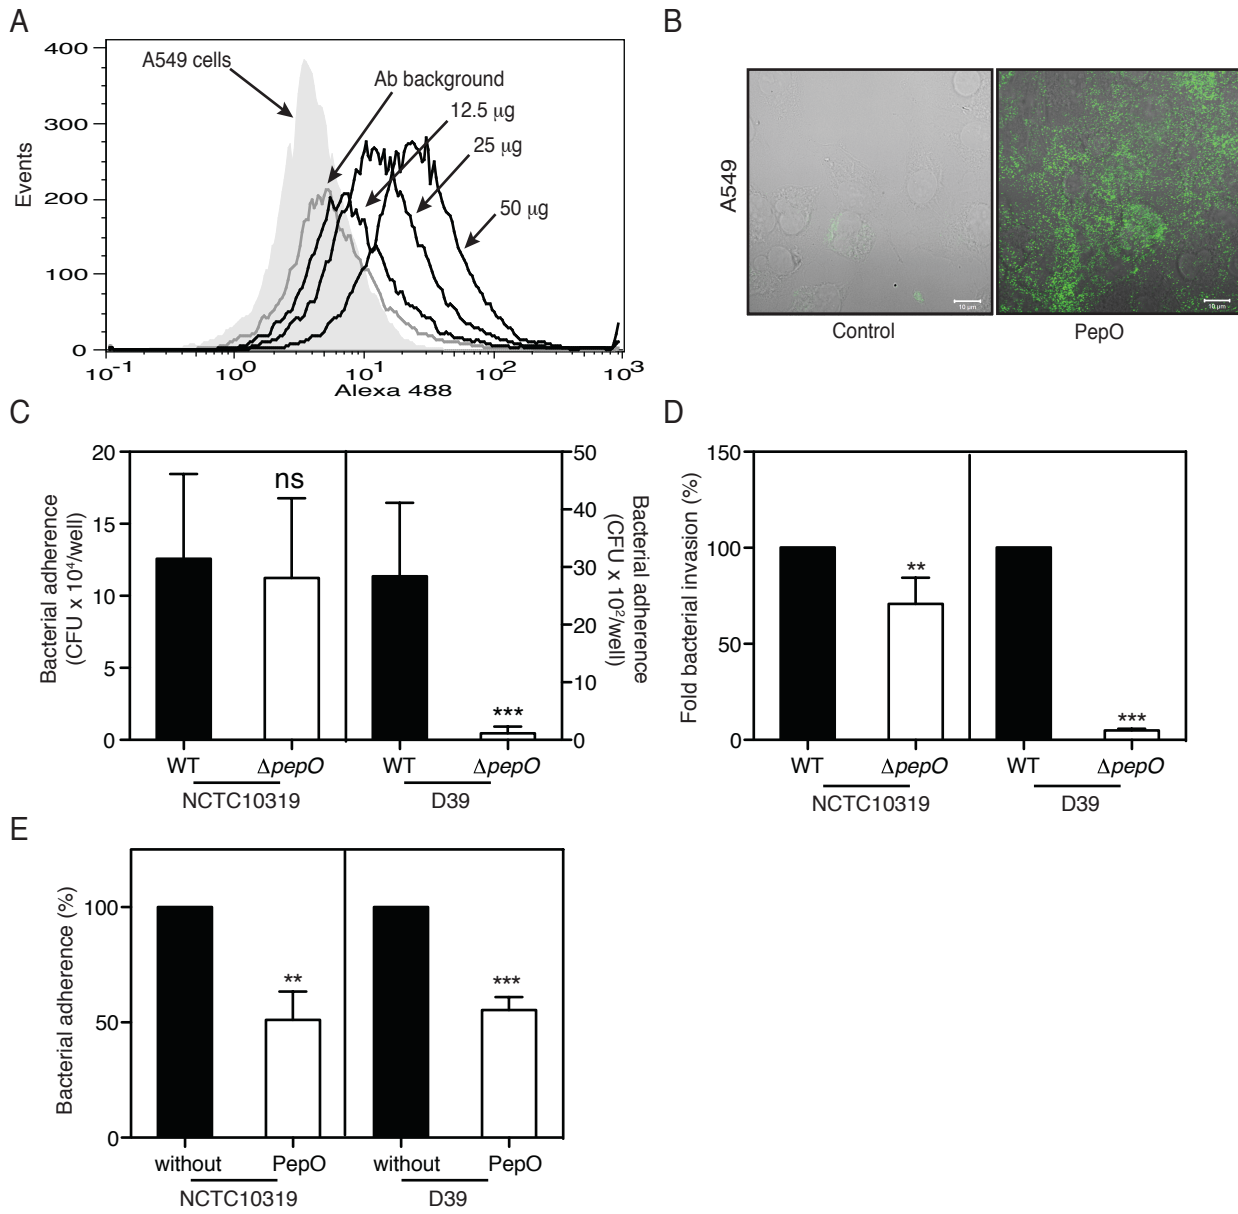 A
400
300
200
100
0
Events
A549 cells
Ab background
12.5 µg
25 µg
50 µg
10-1
100
101
102
103
Alexa 488
B
A549
10 µm
10 µm
Control
PepO
C
20
15
10
5
0
Bacterial adherence
(CFU x 10⁴/well)
ns
***
50
40
30
20
10
0
Bacterial adherence
(CFU x 10²/well)
WT
ΔpepO
WT
ΔpepO
NCTC10319
D39
D
150
100
50
0
Fold bacterial invasion (%)
**
***
WT
ΔpepO
WT
ΔpepO
NCTC10319
D39
E
100
50
0
Bacterial adherence (%)
**
***
without
PepO
without
PepO
NCTC10319
D39